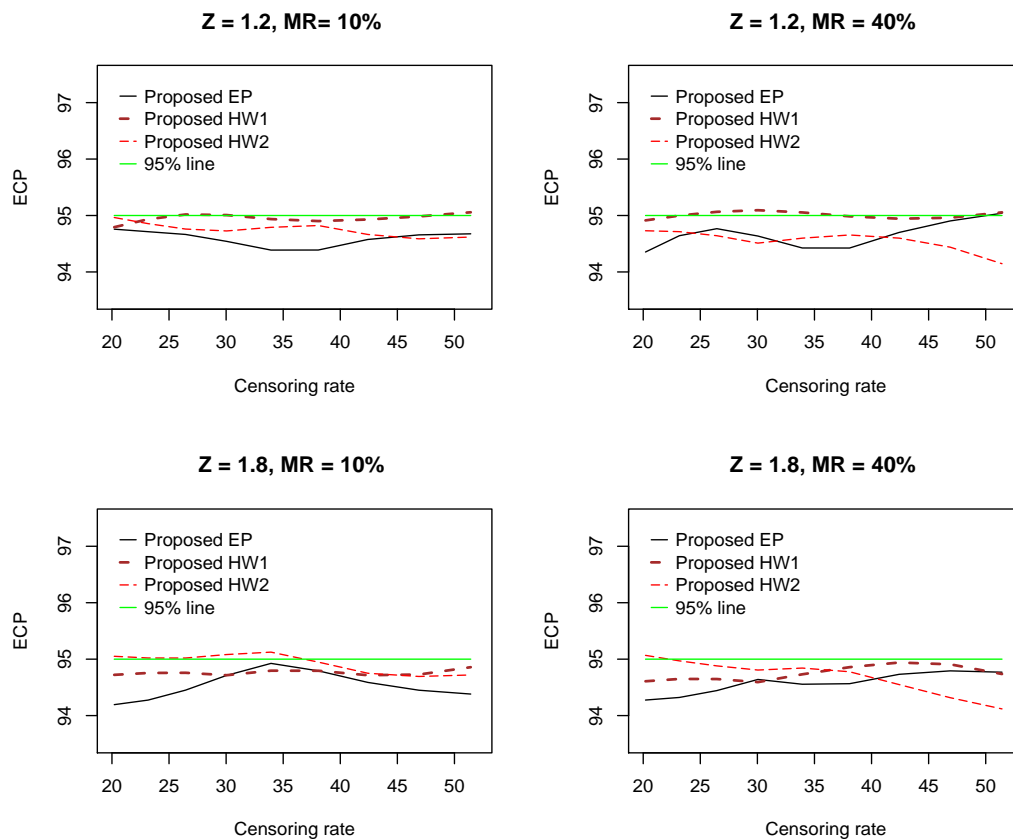 Z = 1.2, MR= 10%
ECP
97
96
95
94
Proposed EP
Proposed HW1
Proposed HW2
95% line
20 25 30 35 40 45 50
Censoring rate
Z = 1.2, MR = 40%
ECP
97
96
95
94
Proposed EP
Proposed HW1
Proposed HW2
95% line
20 25 30 35 40 45 50
Censoring rate
Z = 1.8, MR = 10%
ECP
97
96
95
94
Proposed EP
Proposed HW1
Proposed HW2
95% line
20 25 30 35 40 45 50
Censoring rate
Z = 1.8, MR = 40%
ECP
97
96
95
94
Proposed EP
Proposed HW1
Proposed HW2
95% line
20 25 30 35 40 45 50
Censoring rate